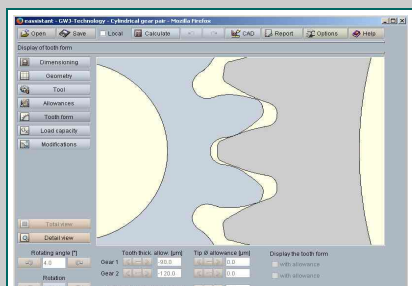 eassistant - GWJ-Technology - Cylindrical gear pair - Mozilla Firefox
Open Save Local Calculate CAD Report Options Help
Display of tooth form
Dimensioning
Geometry
Tool
Allowances
Tooth form
Load capacity
Modifications
Total view
Detail view
Rotating angle [°] Tooth thick. allow. [µm] Tip Ø allowance [µm] Display the tooth form
4.0 Gear 1 -90.0 0.0 with allowance
Gear 2 -120.0 0.0 with allowance
Rotation